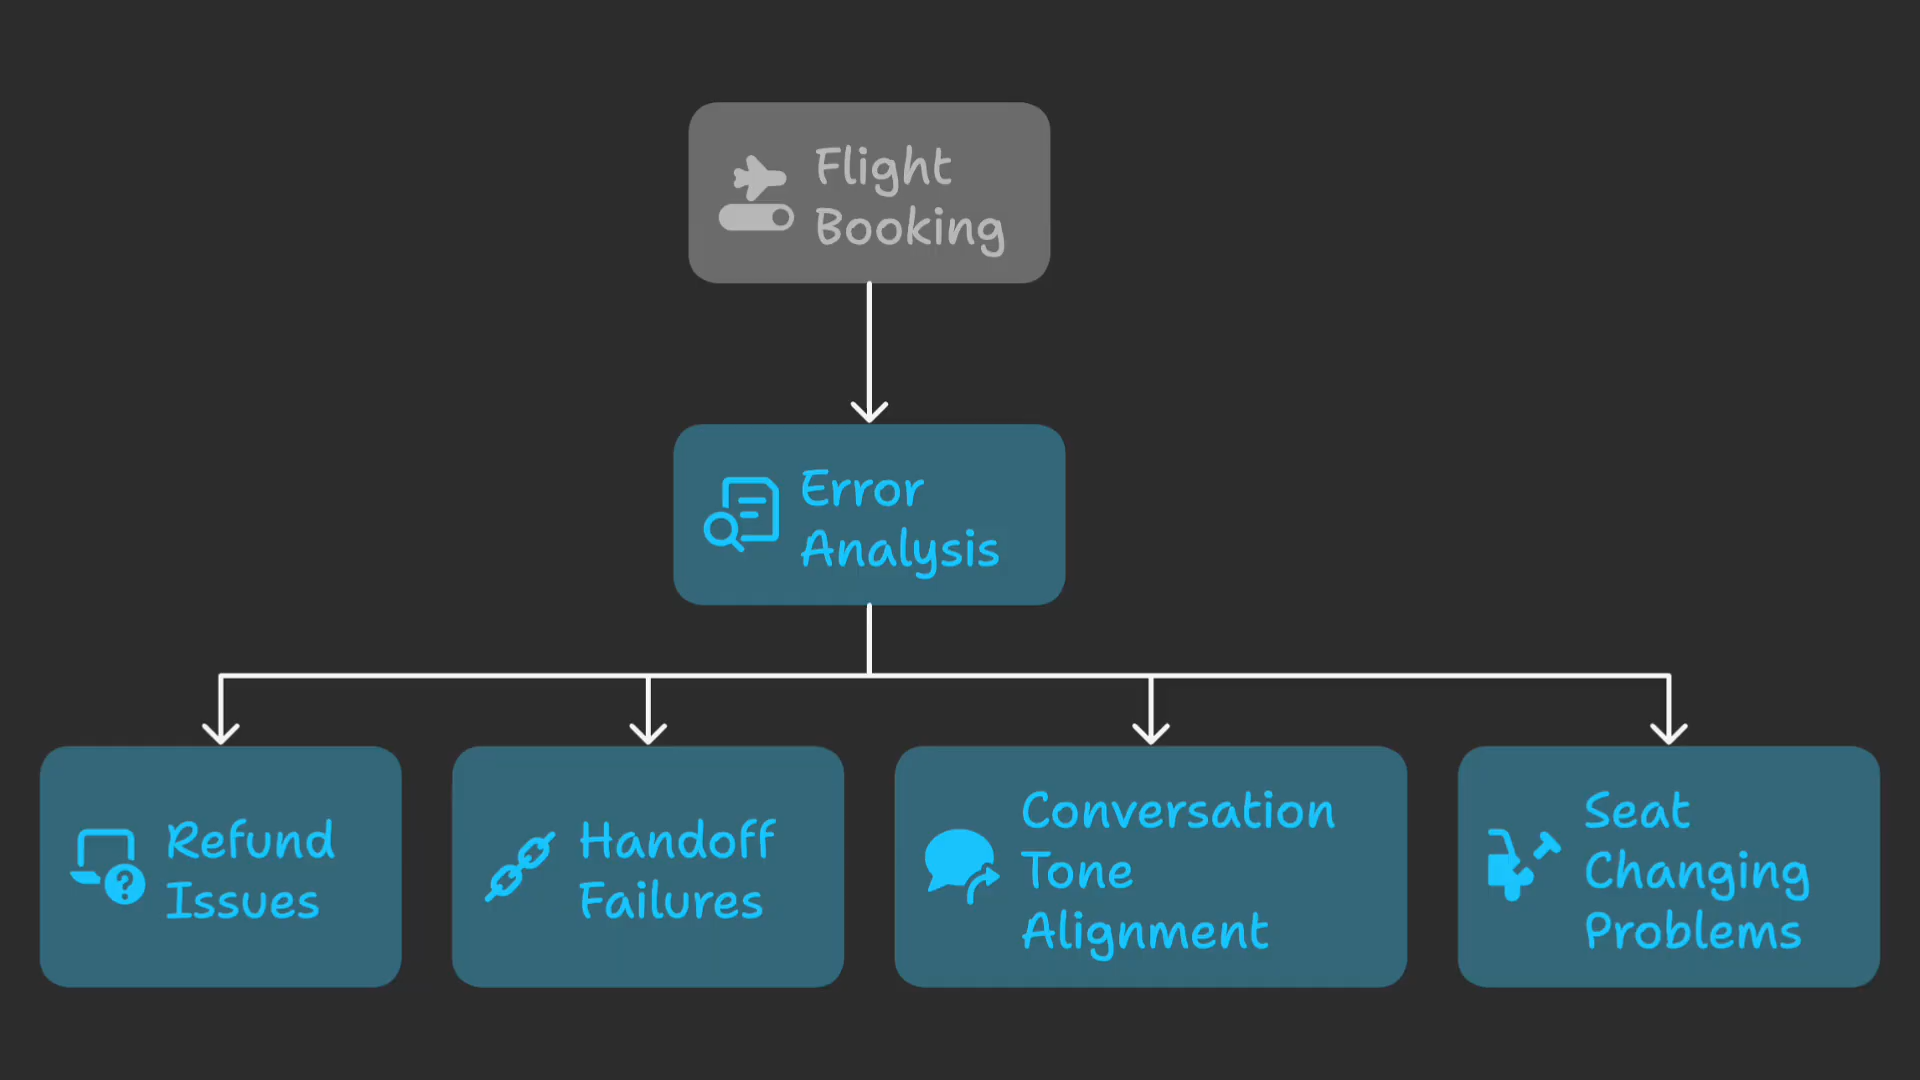 Flight
Booking
Error
Analysis
Refund
Issues
Handoff
Failures
Conversation
Tone
Alignment
Seat
Changing
Problems